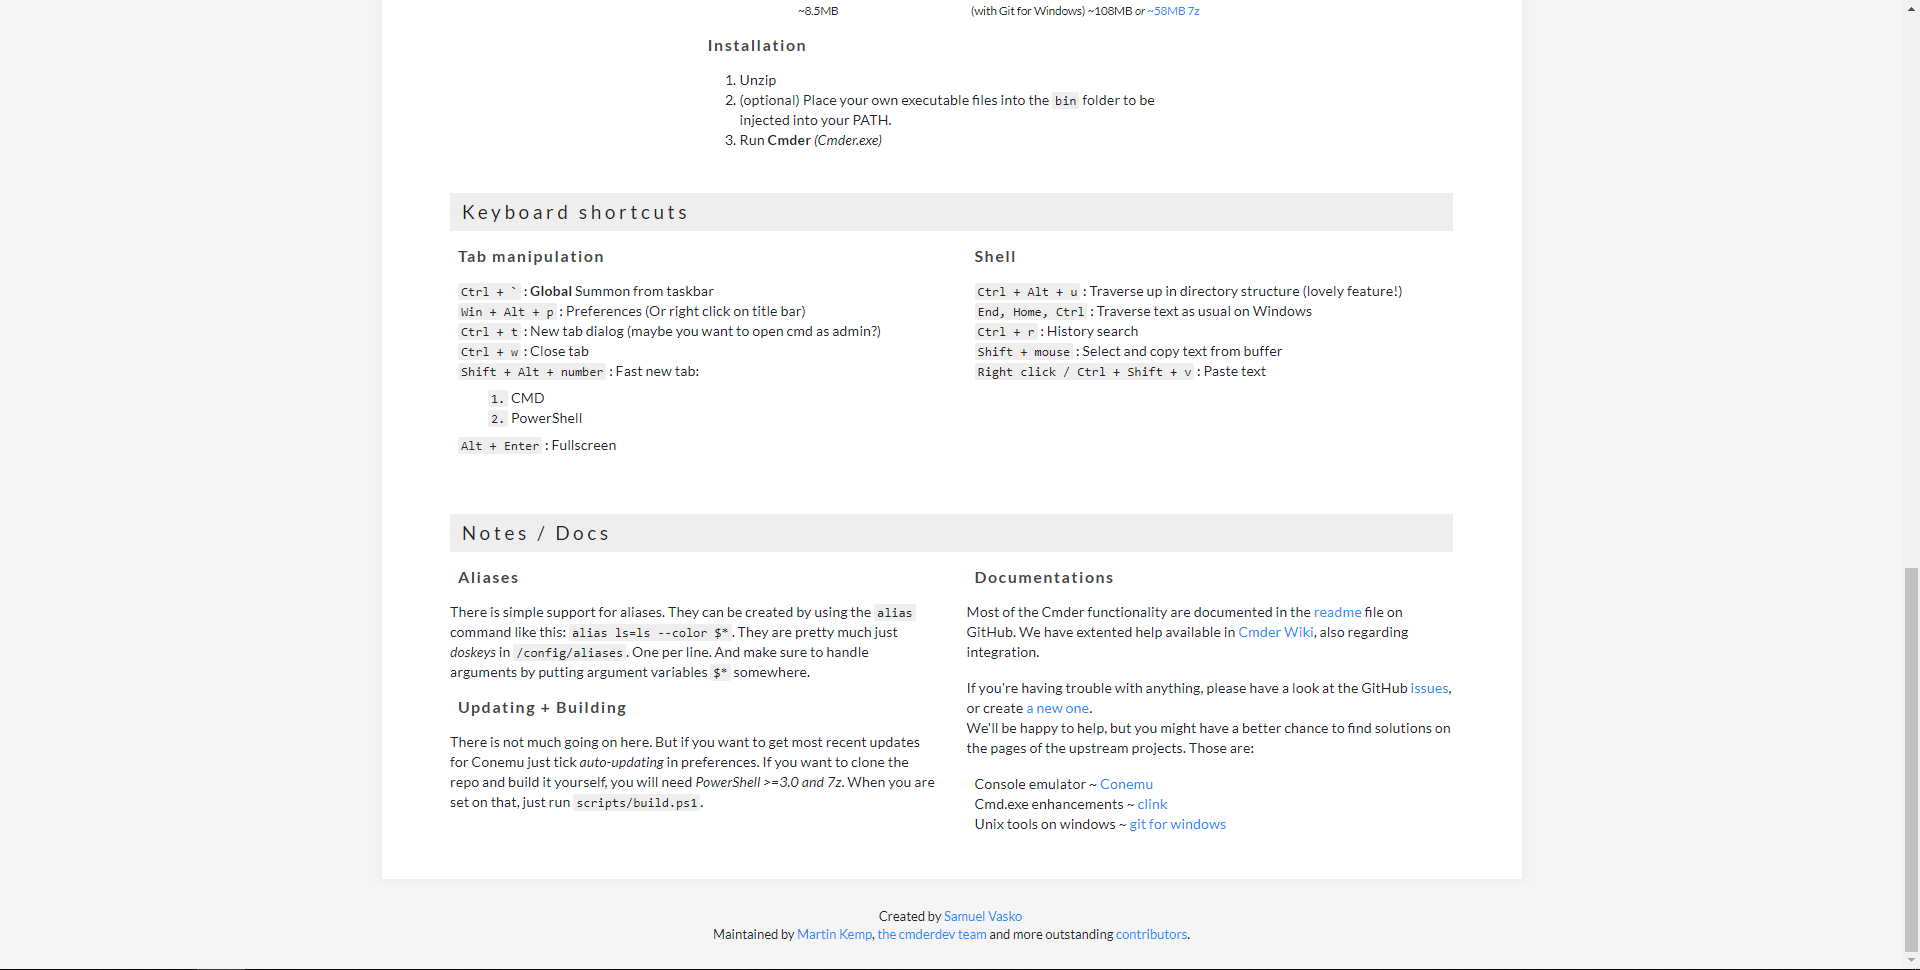 ~8.5MB
(with Git for Windows) ~108MB or ~58MB 7z
Installation
1. Unzip
2. (optional) Place your own executable files into the bin folder to be
injected into your PATH.
3. Run Cmder (Cmder.exe)
Keyboard shortcuts
Tab manipulation
Ctrl + ` : Global Summon from taskbar
Win + Alt + p : Preferences (Or right click on title bar)
Ctrl + t : New tab dialog (maybe you want to open cmd as admin?)
Ctrl + w : Close tab
Shift + Alt + number : Fast new tab:
1. CMD
2. PowerShell
Alt + Enter : Fullscreen
Shell
Ctrl + Alt + u : Traverse up in directory structure (lovely feature!)
End, Home, Ctrl : Traverse text as usual on Windows
Ctrl + r : History search
Shift + mouse : Select and copy text from buffer
Right click / Ctrl + Shift + v : Paste text
Notes / Docs
Aliases
There is simple support for aliases. They can be created by using the alias
command like this: alias ls=ls --color $*. They are pretty much just
doskeys in /config/aliases. One per line. And make sure to handle
arguments by putting argument variables $* somewhere.
Updating + Building
There is not much going on here. But if you want to get most recent updates
for Conemu just tick auto-updating in preferences. If you want to clone the
repo and build it yourself, you will need PowerShell >=3.0 and 7z. When you are
set on that, just run scripts/build.ps1.
Documentations
Most of the Cmder functionality are documented in the readme file on
GitHub. We have extented help available in Cmder Wiki, also regarding
integration.
If you're having trouble with anything, please have a look at the GitHub issues,
or create a new one.
We'll be happy to help, but you might have a better chance to find solutions on
the pages of the upstream projects. Those are:
Console emulator ~ Conemu
Cmd.exe enhancements ~ clink
Unix tools on windows ~ git for windows
Created by Samuel Vasko
Maintained by Martin Kemp, the cmderdev team and more outstanding contributors.